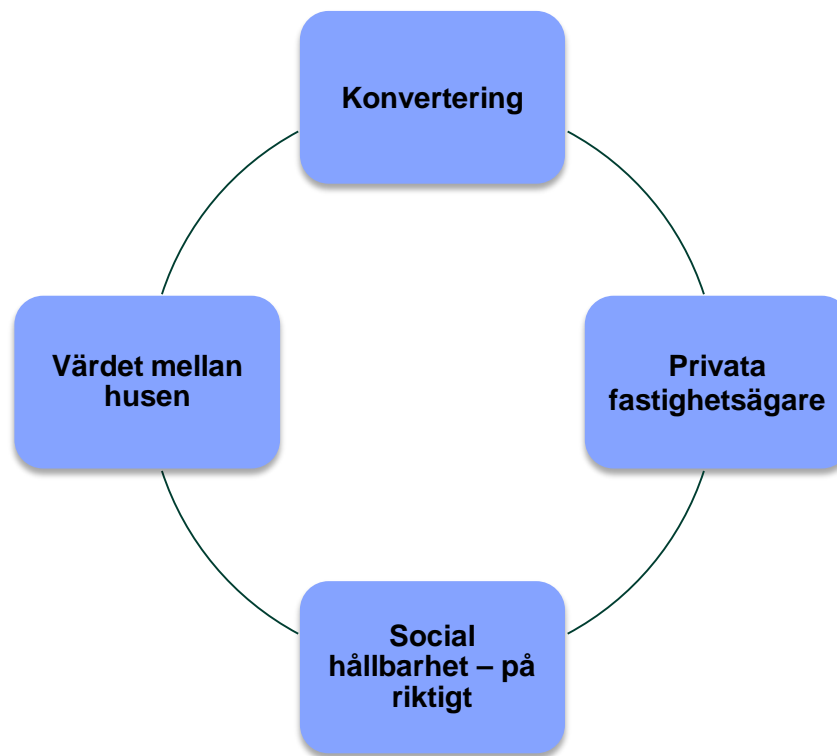 Konvertering
Värdet mellan
husen
Privata
fastighetsägare
Social
hållbarhet – på
riktigt